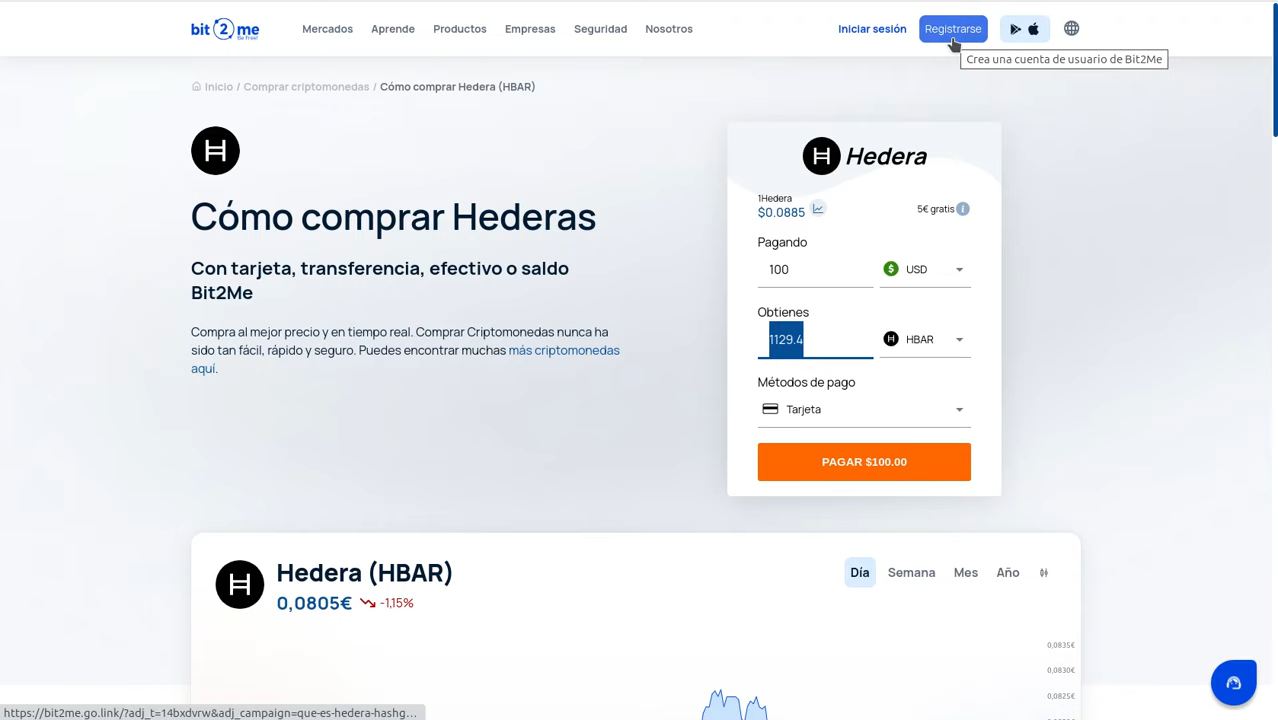 bit2me
Be Free!
Mercados
Aprende
Productos
Empresas
Seguridad
Nosotros
Iniciar sesión
Registrarse
Crea una cuenta de usuario de Bit2Me
Inicio / Comprar criptomonedas / Cómo comprar Hedera (HBAR)
Cómo comprar Hederas
Con tarjeta, transferencia, efectivo o saldo
Bit2Me
Compra al mejor precio y en tiempo real. Comprar Criptomonedas nunca ha
sido tan fácil, rápido y seguro. Puedes encontrar muchas más criptomonedas
aquí.
Hedera
1Hedera
$0.0885
5€ gratis
Pagando
100
USD
Obtienes
1129.4
HBAR
Métodos de pago
Tarjeta
PAGAR $100.00
Hedera (HBAR)
0,0805€
-1,15%
Día
Semana
Mes
Año
0,0835€
0,0830€
0,0825€
https://bit2me.go.link/?adj_t=14bxdvrw&adj_campaign=que-es-hedera-hashg...